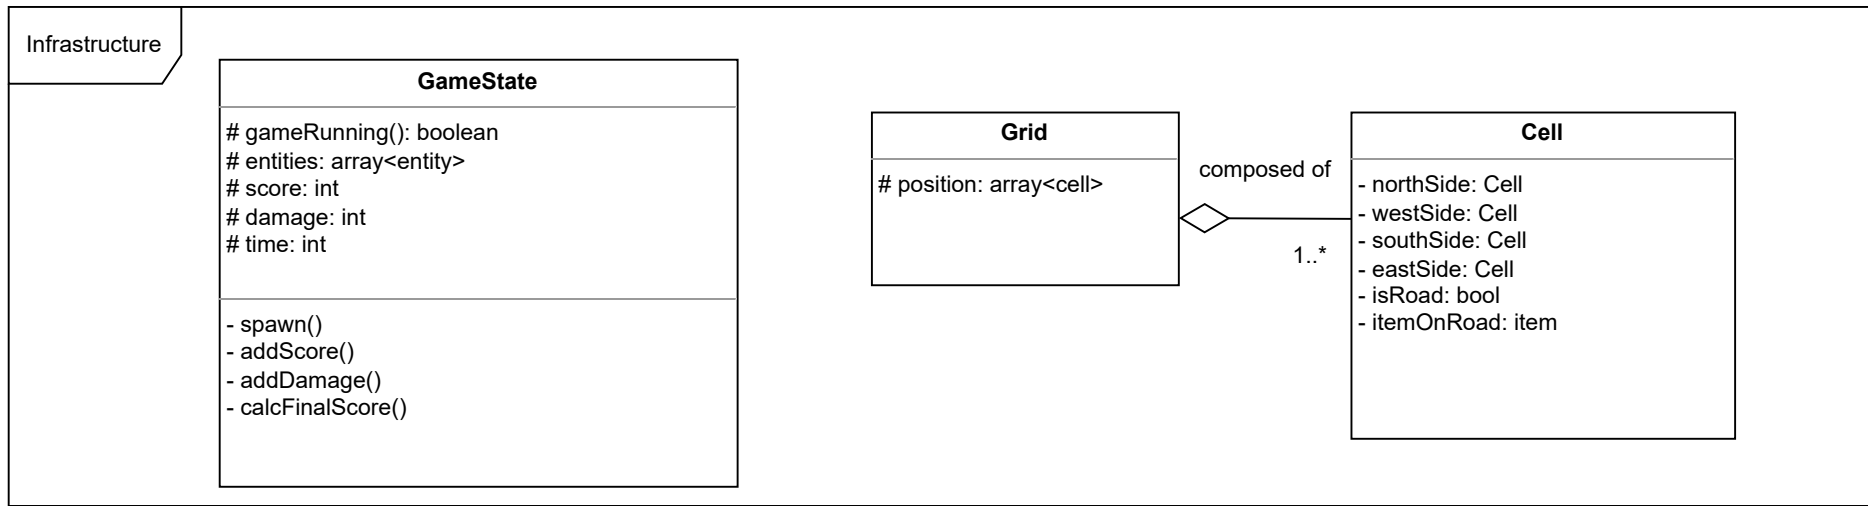 Infrastructure
GameState
# gameRunning(): boolean
# entities: array<entity>
# score: int
# damage: int
# time: int
- spawn()
- addScore()
- addDamage()
- calcFinalScore()
Grid
# position: array<cell>
composed of
1..*
Cell
- northSide: Cell
- westSide: Cell
- southSide: Cell
- eastSide: Cell
- isRoad: bool
- itemOnRoad: item